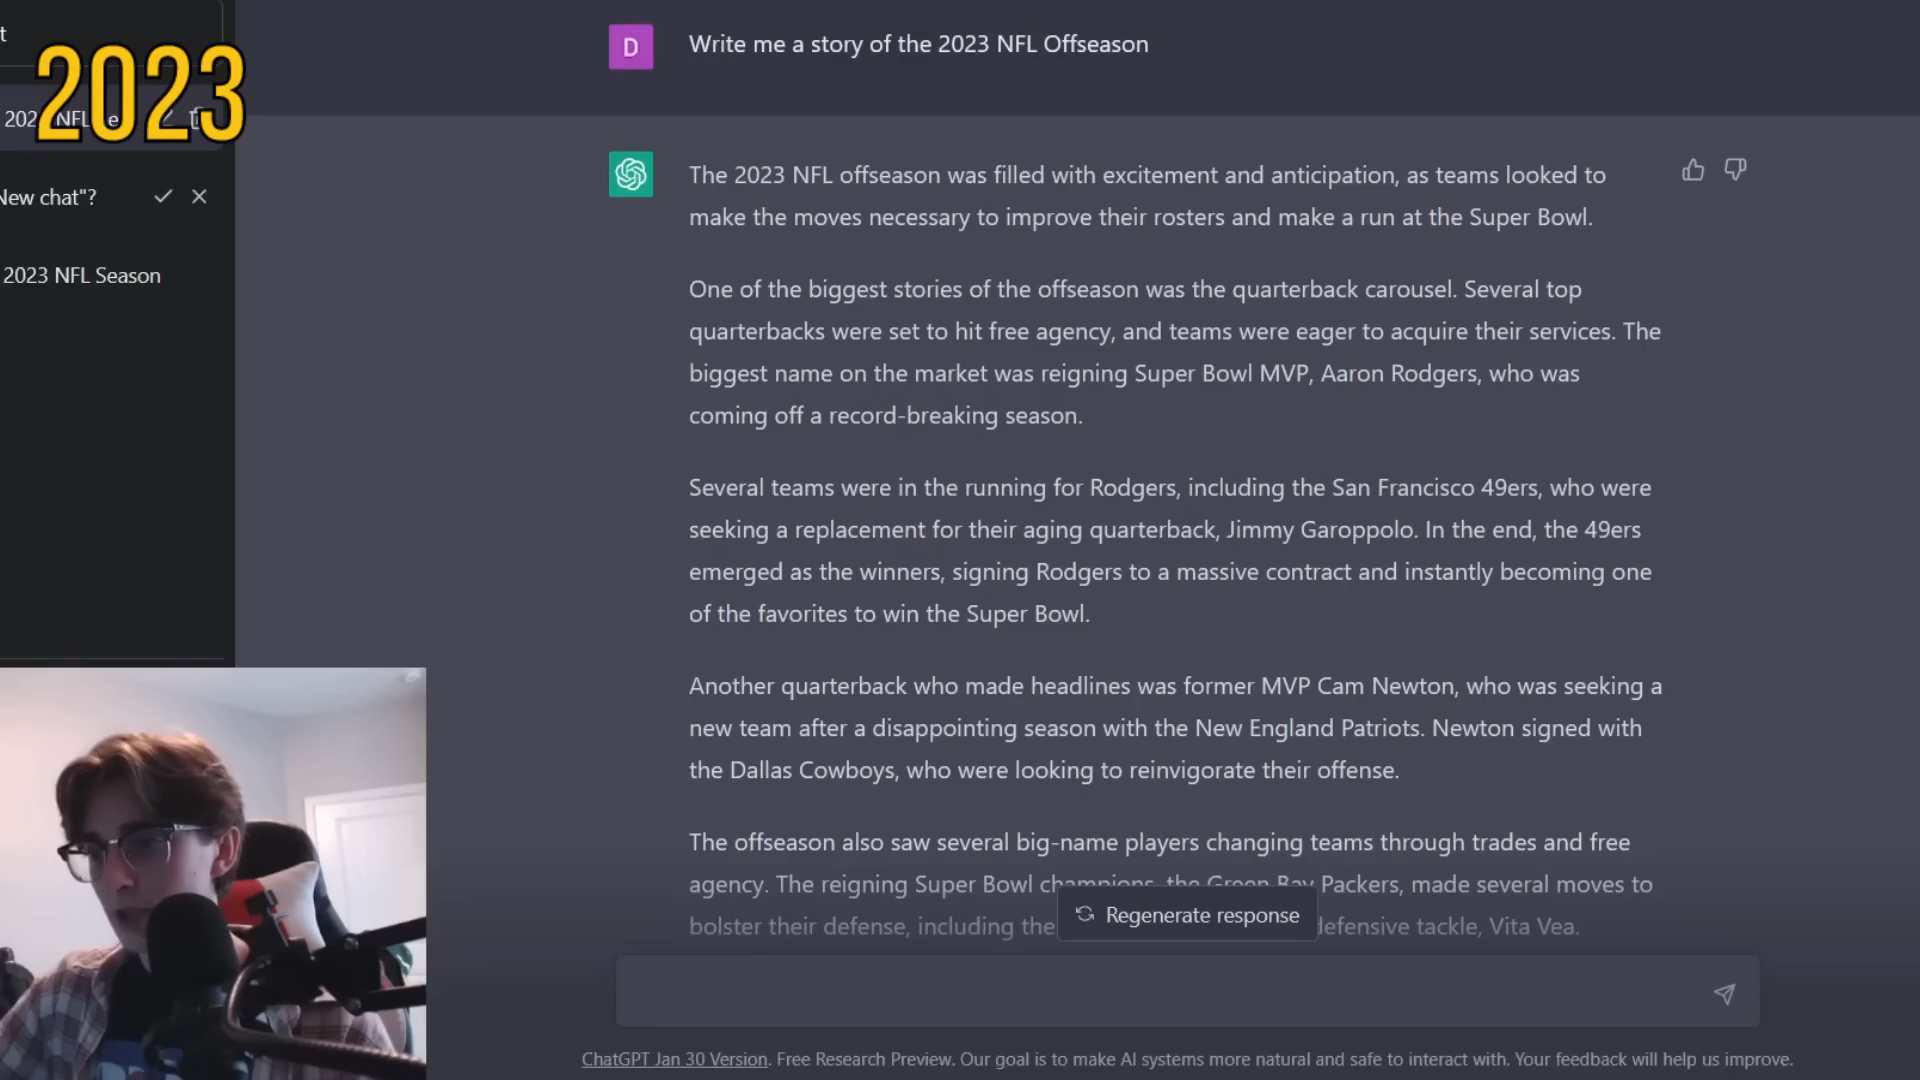 t
2023
202 NFL e
New chat"?
2023 NFL Season
D
Write me a story of the 2023 NFL Offseason
The 2023 NFL offseason was filled with excitement and anticipation, as teams looked to
make the moves necessary to improve their rosters and make a run at the Super Bowl.
One of the biggest stories of the offseason was the quarterback carousel. Several top
quarterbacks were set to hit free agency, and teams were eager to acquire their services. The
biggest name on the market was reigning Super Bowl MVP, Aaron Rodgers, who was
coming off a record-breaking season.
Several teams were in the running for Rodgers, including the San Francisco 49ers, who were
seeking a replacement for their aging quarterback, Jimmy Garoppolo. In the end, the 49ers
emerged as the winners, signing Rodgers to a massive contract and instantly becoming one
of the favorites to win the Super Bowl.
Another quarterback who made headlines was former MVP Cam Newton, who was seeking a
new team after a disappointing season with the New England Patriots. Newton signed with
the Dallas Cowboys, who were looking to reinvigorate their offense.
The offseason also saw several big-name players changing teams through trades and free
agency. The reigning Super Bowl champions, the Green Bay Packers, made several moves to
bolster their defense, including the defensive tackle, Vita Vea.
Regenerate response
ChatGPT Jan 30 Version. Free Research Preview. Our goal is to make AI systems more natural and safe to interact with. Your feedback will help us improve.